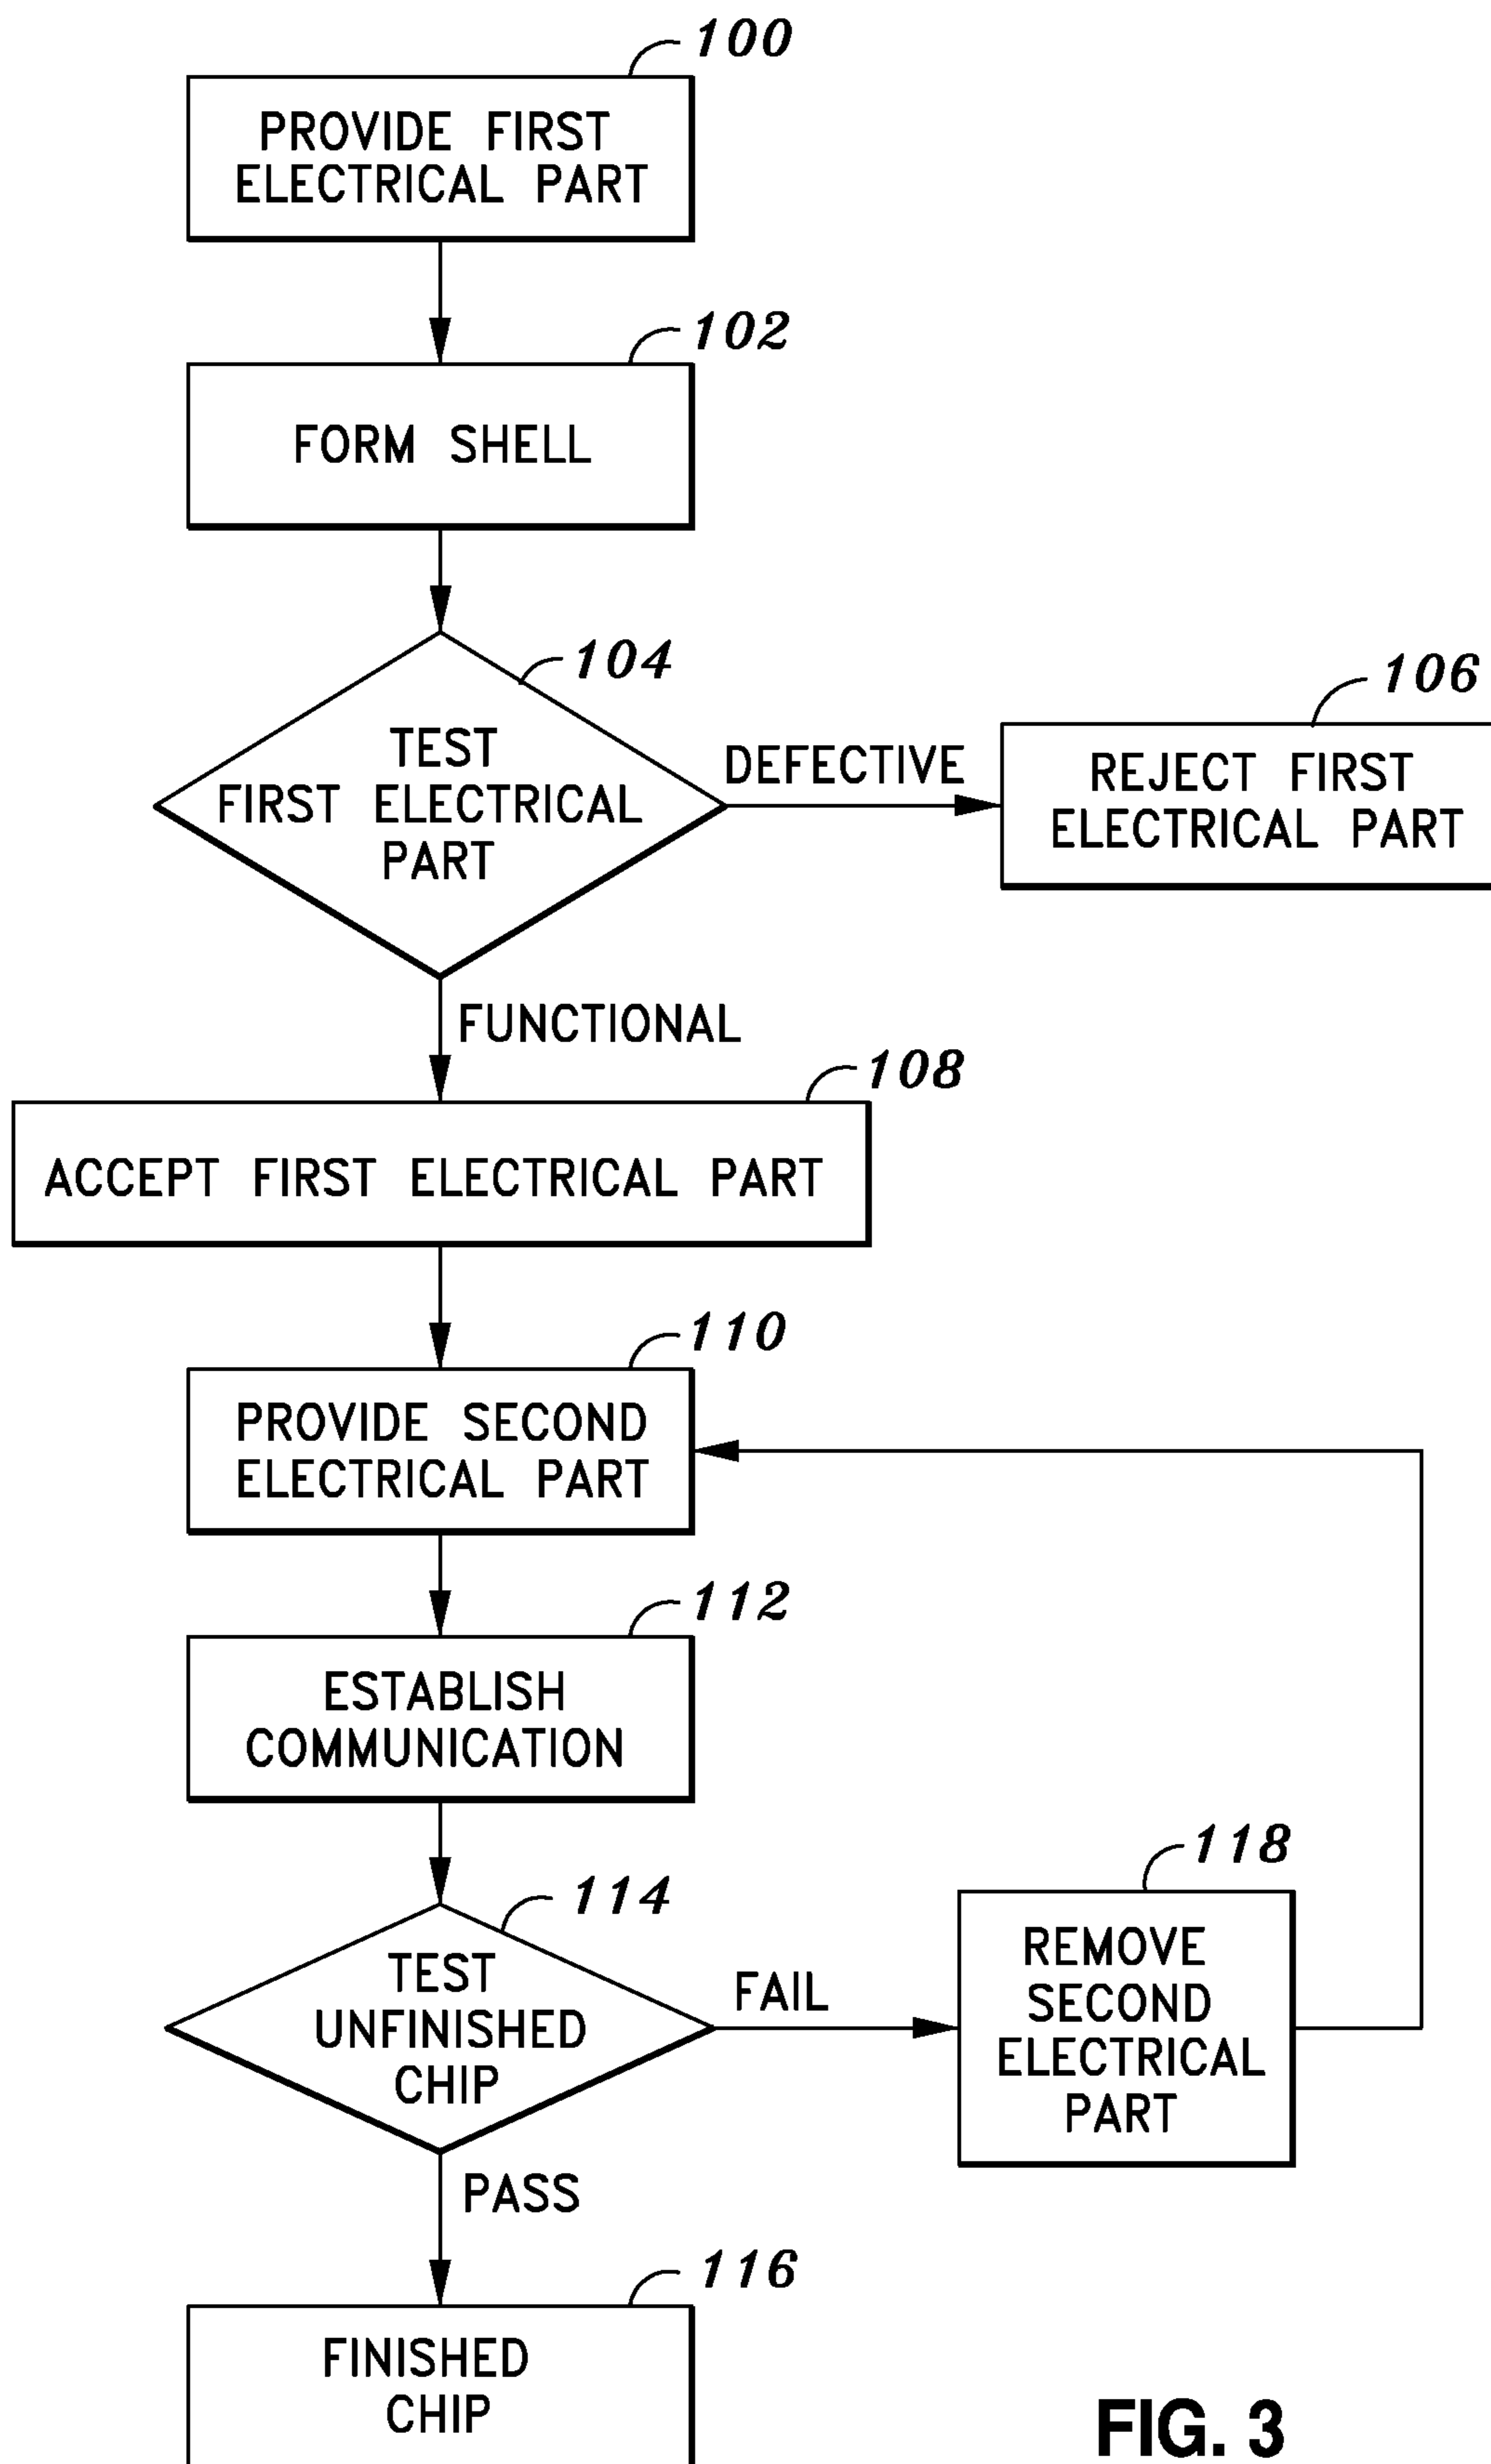 100
PROVIDE FIRST
ELECTRICAL PART
102
FORM SHELL
104
TEST
FIRST ELECTRICAL
PART
DEFECTIVE
106
REJECT FIRST
ELECTRICAL PART
FUNCTIONAL
108
ACCEPT FIRST ELECTRICAL PART
110
PROVIDE SECOND
ELECTRICAL PART
112
ESTABLISH
COMMUNICATION
114
TEST
UNFINISHED
CHIP
FAIL
118
REMOVE
SECOND
ELECTRICAL
PART
PASS
116
FINISHED
CHIP
FIG. 3